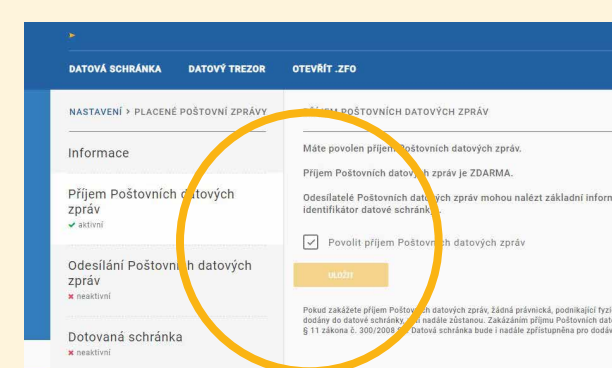 DATOVÁ SCHRÁNKA DATOVÝ TREZOR OTEVŘÍT .ZFO
NASTAVENÍ > PLACENÉ POŠTOVNÍ ZPRÁVY
Informace
Příjem Poštovních datových
zpráv
✔ aktivní
Odesílání Poštovních datových
zpráv
✖ neaktivní
Dotovaná schránka
✖ neaktivní
PŘÍJEM POŠTOVNÍCH DATOVÝCH ZPRÁV
Máte povolen příjem Poštovních datových zpráv.
Příjem Poštovních datových zpráv je ZDARMA.
Odesílatelé Poštovních datových zpráv mohou nalézt základní inform
identifikátor datové schránky.
Povolit příjem Poštovních datových zpráv
ULOŽIT
Pokud zakážete příjem Poštovních datových zpráv, žádná právnická, podnikající fyzi
dodány do datové schránky, nadále zůstanou. Zakázáním příjmu Poštovních dat
§ 11 zákona č. 300/2008 Datová schránka bude i nadále zpřístupněna pro dodáv